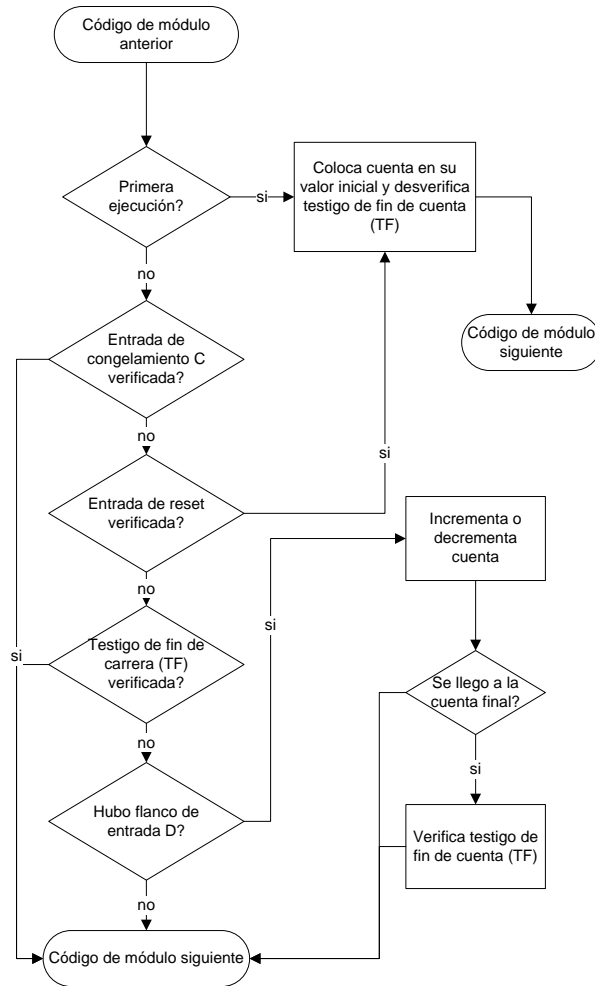 Código de módulo
anterior
Primera
ejecución?
si
Coloca cuenta en su
valor inicial y desverifica
testigo de fin de cuenta
(TF)
no
Código de módulo
siguiente
Entrada de
congelamiento C
verificada?
no
si
Entrada de reset
verificada?
Incrementa o
decrementa
cuenta
no
si
si
Testigo de fin de
carrera (TF)
verificada?
Se llego a la
cuenta final?
no
si
Hubo flanco de
entrada D?
Verifica testigo de
fin de cuenta (TF)
no
Código de módulo siguiente